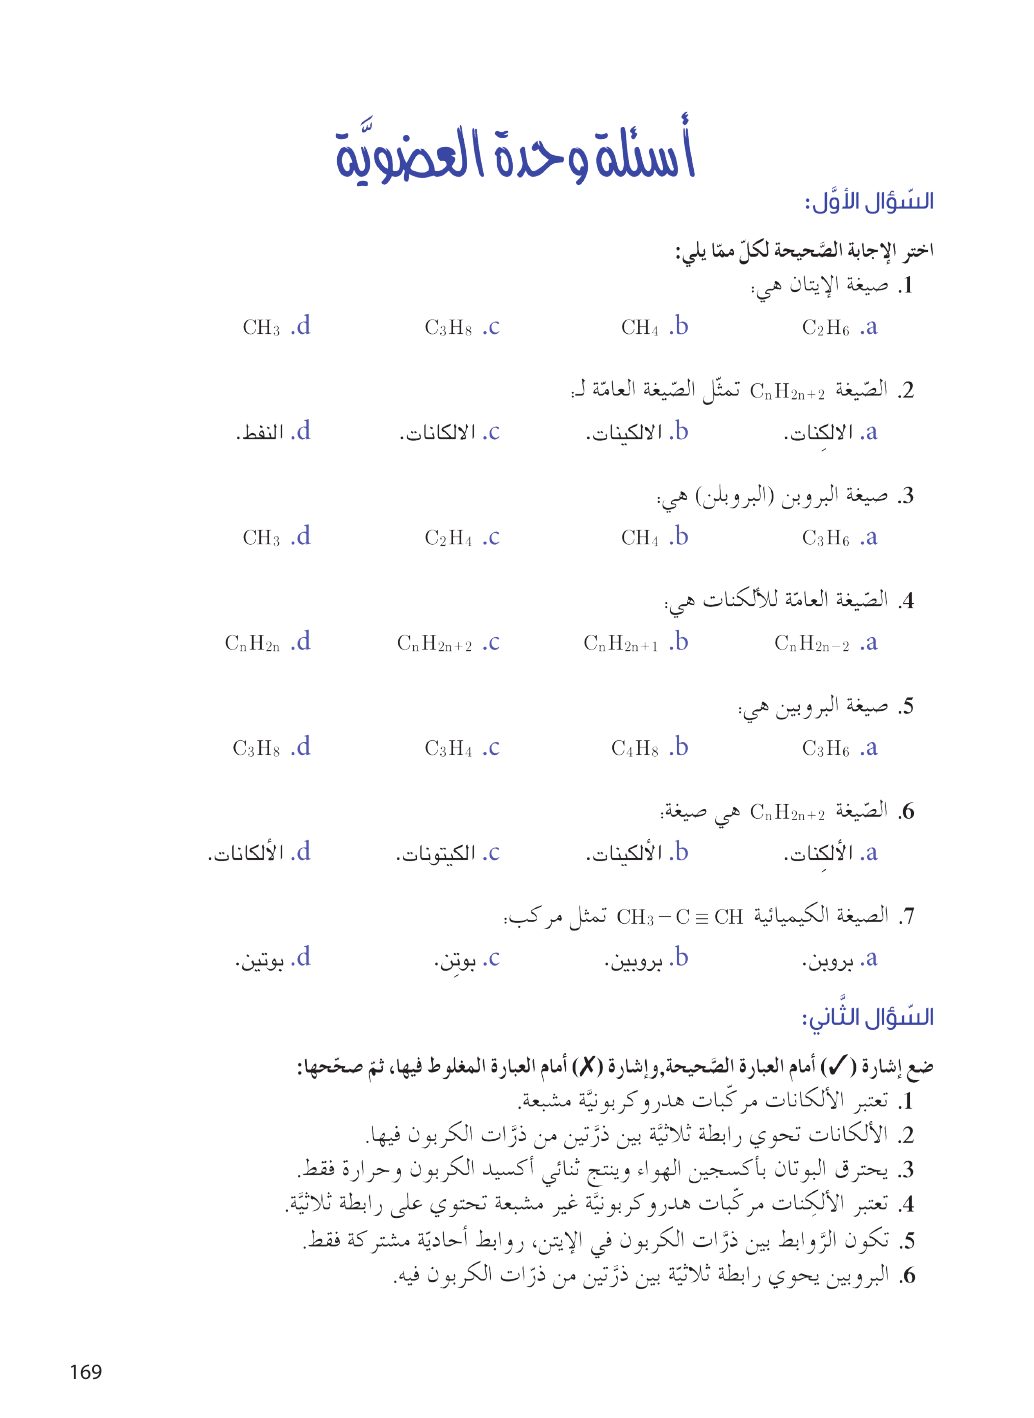 أسئلة وحدة العضويَّة
السّؤال الأوَّل:
اختر الإجابة الصَّحيحة لكلّ ممّا يلي:
1. صيغة الإيتان هي:
a. C2H6 b. CH4 c. C3H8 d. CH3
2. الصّيغة CnH2n+2 تمثّل الصّيغة العامّة لـ:
a. الالكِنات. b. الالكينات. c. الالكانات. d. النفط.
3. صيغة البروبن (البروبلن) هي:
a. C3H6 b. CH4 c. C2H4 d. CH3
4. الصّيغة العامّة للألكنات هي:
a. CnH2n−2 b. CnH2n+1 c. CnH2n+2 d. CnH2n
5. صيغة البروبين هي:
a. C3H6 b. C4H8 c. C3H4 d. C3H8
6. الصّيغة CnH2n+2 هي صيغة:
a. الألكِنات. b. الألكينات. c. الكيتونات. d. الألكانات.
7. الصيغة الكيميائية CH3−C≡CH تمثل مركب:
a. بروبن. b. بروبين. c. بوتِن. d. بوتين.
السّؤال الثَّاني:
ضع إشارة (✓) أمام العبارة الصَّحيحة,وإشارة (✗) أمام العبارة المغلوط فيها، ثمّ صحّحها:
1. تعتبر الألكانات مركّبات هدروكربونيَّة مشبعة.
2. الألكانات تحوي رابطة ثلاثيَّة بين ذرَّتين من ذرَّات الكربون فيها.
3. يحترق البوتان بأكسجين الهواء وينتج ثنائي أكسيد الكربون وحرارة فقط.
4. تعتبر الألكِنات مركّبات هدروكربونيَّة غير مشبعة تحتوي على رابطة ثلاثيَّة.
5. تكون الرَّوابط بين ذرَّات الكربون في الإيتن، روابط أحاديّة مشتركة فقط.
6. البروبين يحوي رابطة ثلاثيّة بين ذرَّتين من ذرّات الكربون فيه.
169